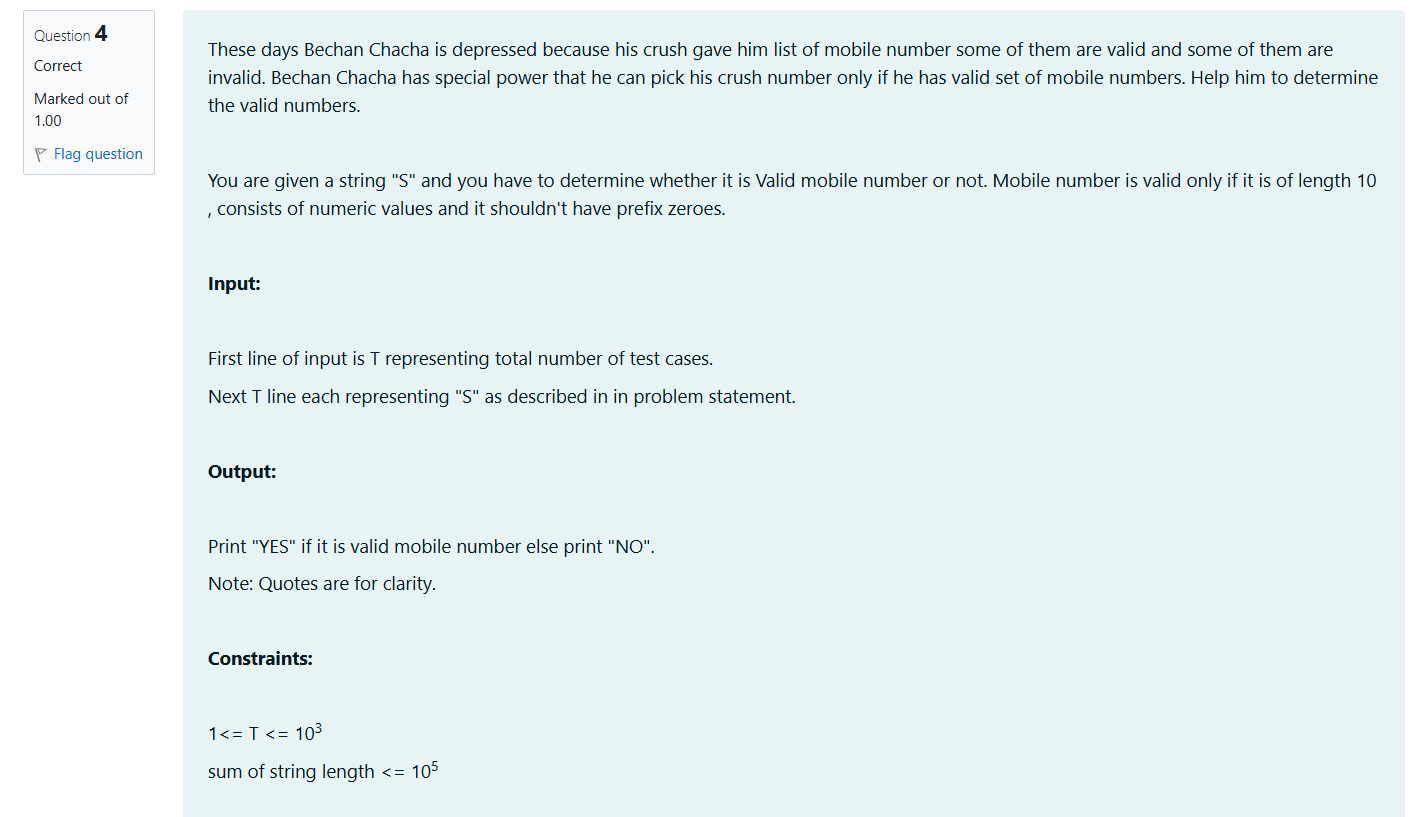 Question 4
Correct
Marked out of
1.00
Flag question
These days Bechan Chacha is depressed because his crush gave him list of mobile number some of them are valid and some of them are
invalid. Bechan Chacha has special power that he can pick his crush number only if he has valid set of mobile numbers. Help him to determine
the valid numbers.
You are given a string "S" and you have to determine whether it is Valid mobile number or not. Mobile number is valid only if it is of length 10
, consists of numeric values and it shouldn't have prefix zeroes.
Input:
First line of input is T representing total number of test cases.
Next T line each representing "S" as described in in problem statement.
Output:
Print "YES" if it is valid mobile number else print "NO".
Note: Quotes are for clarity.
Constraints:
1<= T <= 10³
sum of string length <= 10⁵